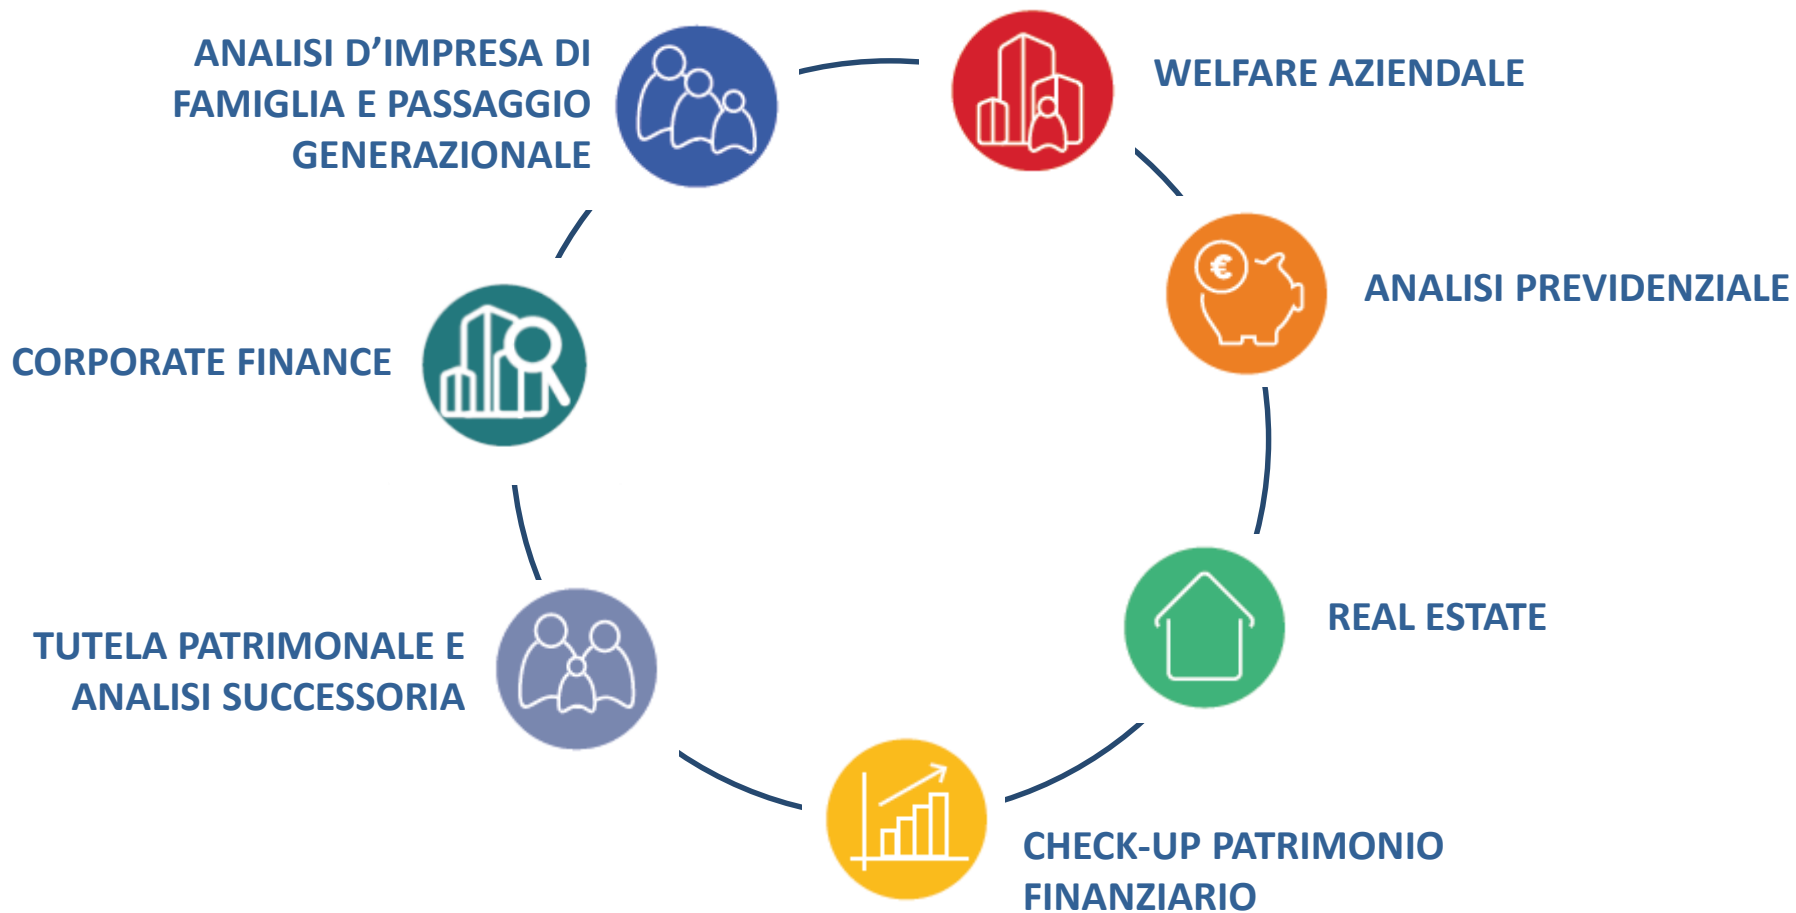 ANALISI D’IMPRESA DI
FAMIGLIA E PASSAGGIO
GENERAZIONALE
WELFARE AZIENDALE
€
ANALISI PREVIDENZIALE
CORPORATE FINANCE
REAL ESTATE
TUTELA PATRIMONALE E
ANALISI SUCCESSORIA
CHECK-UP PATRIMONIO
FINANZIARIO